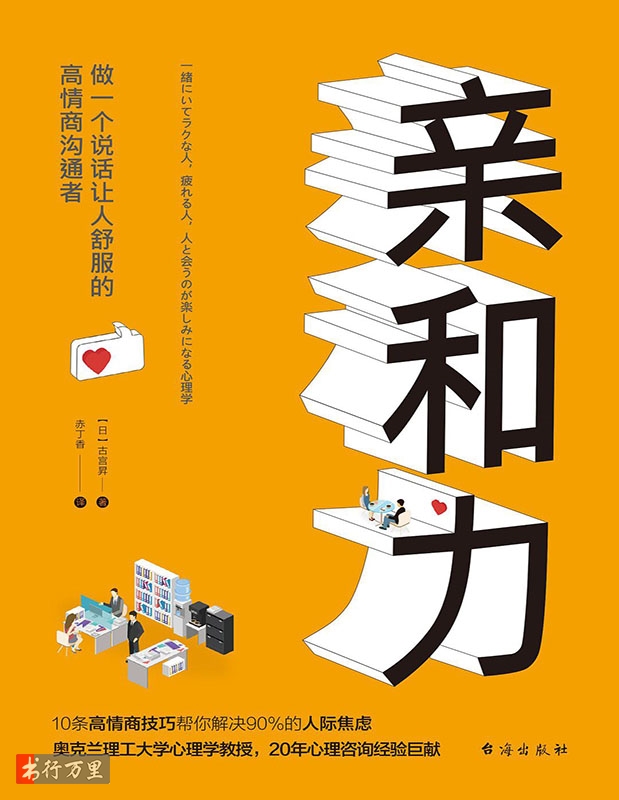 亲和力
一緒にいてラクな人，疲れる人，人と会うのが楽しみになる心理学
做一个说话让人舒服的
高情商沟通者
【日】古宫昇——著
赤丁香——译
10条高情商技巧帮你解决90%的人际焦虑
奥克兰理工大学心理学教授，20年心理咨询经验巨献
台海出版社
书行万里